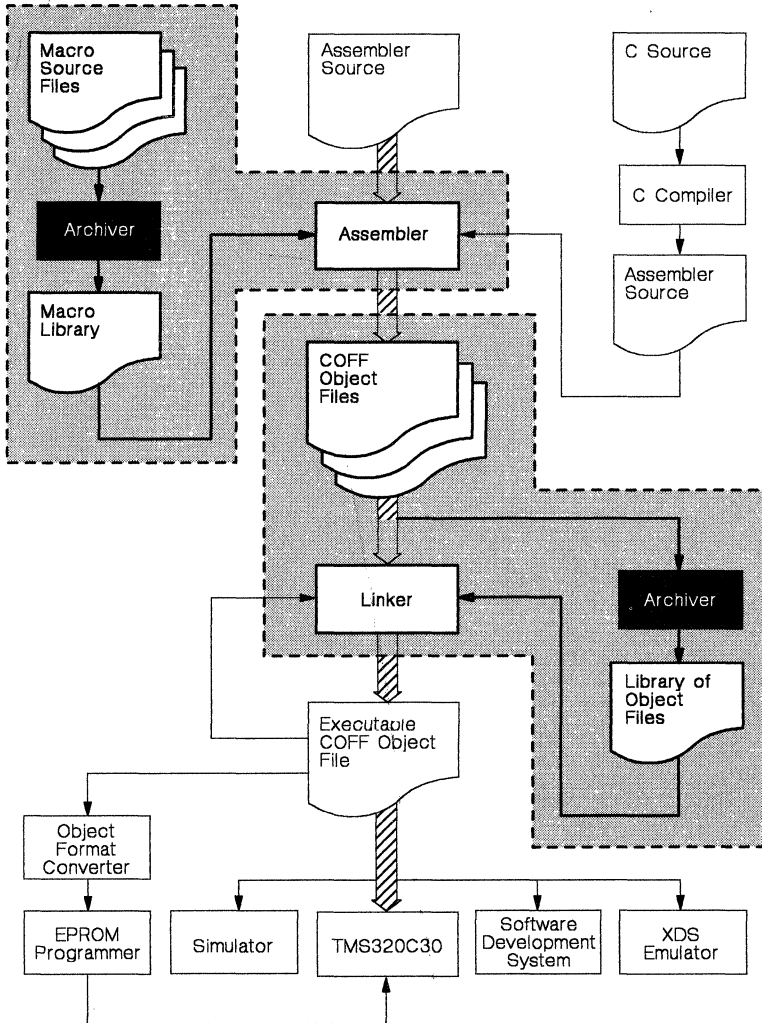 Macro
Source
Files
Assembler
Source
C Source
Archiver
Assembler
C Compiler
Macro
Library
Assembler
Source
COFF
Object
Files
Linker
Archiver
Executable
COFF Object
File
Library of
Object
Files
Object
Format
Converter
EPROM
Programmer
Simulator
TMS320C30
Software
Development
System
XDS
Emulator